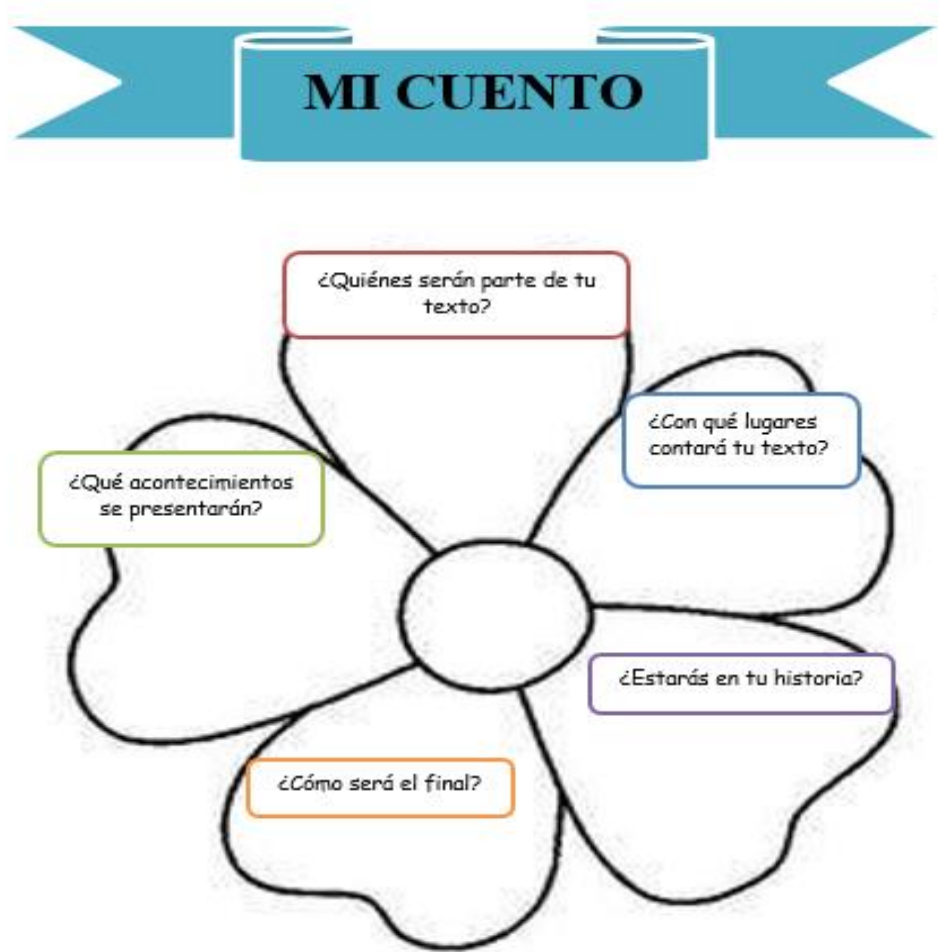 MI CUENTO
¿Quiénes serán parte de tu
texto?
¿Con qué lugares
contará tu texto?
¿Qué acontecimientos
se presentarán?
¿Estarás en tu historia?
¿Cómo será el final?